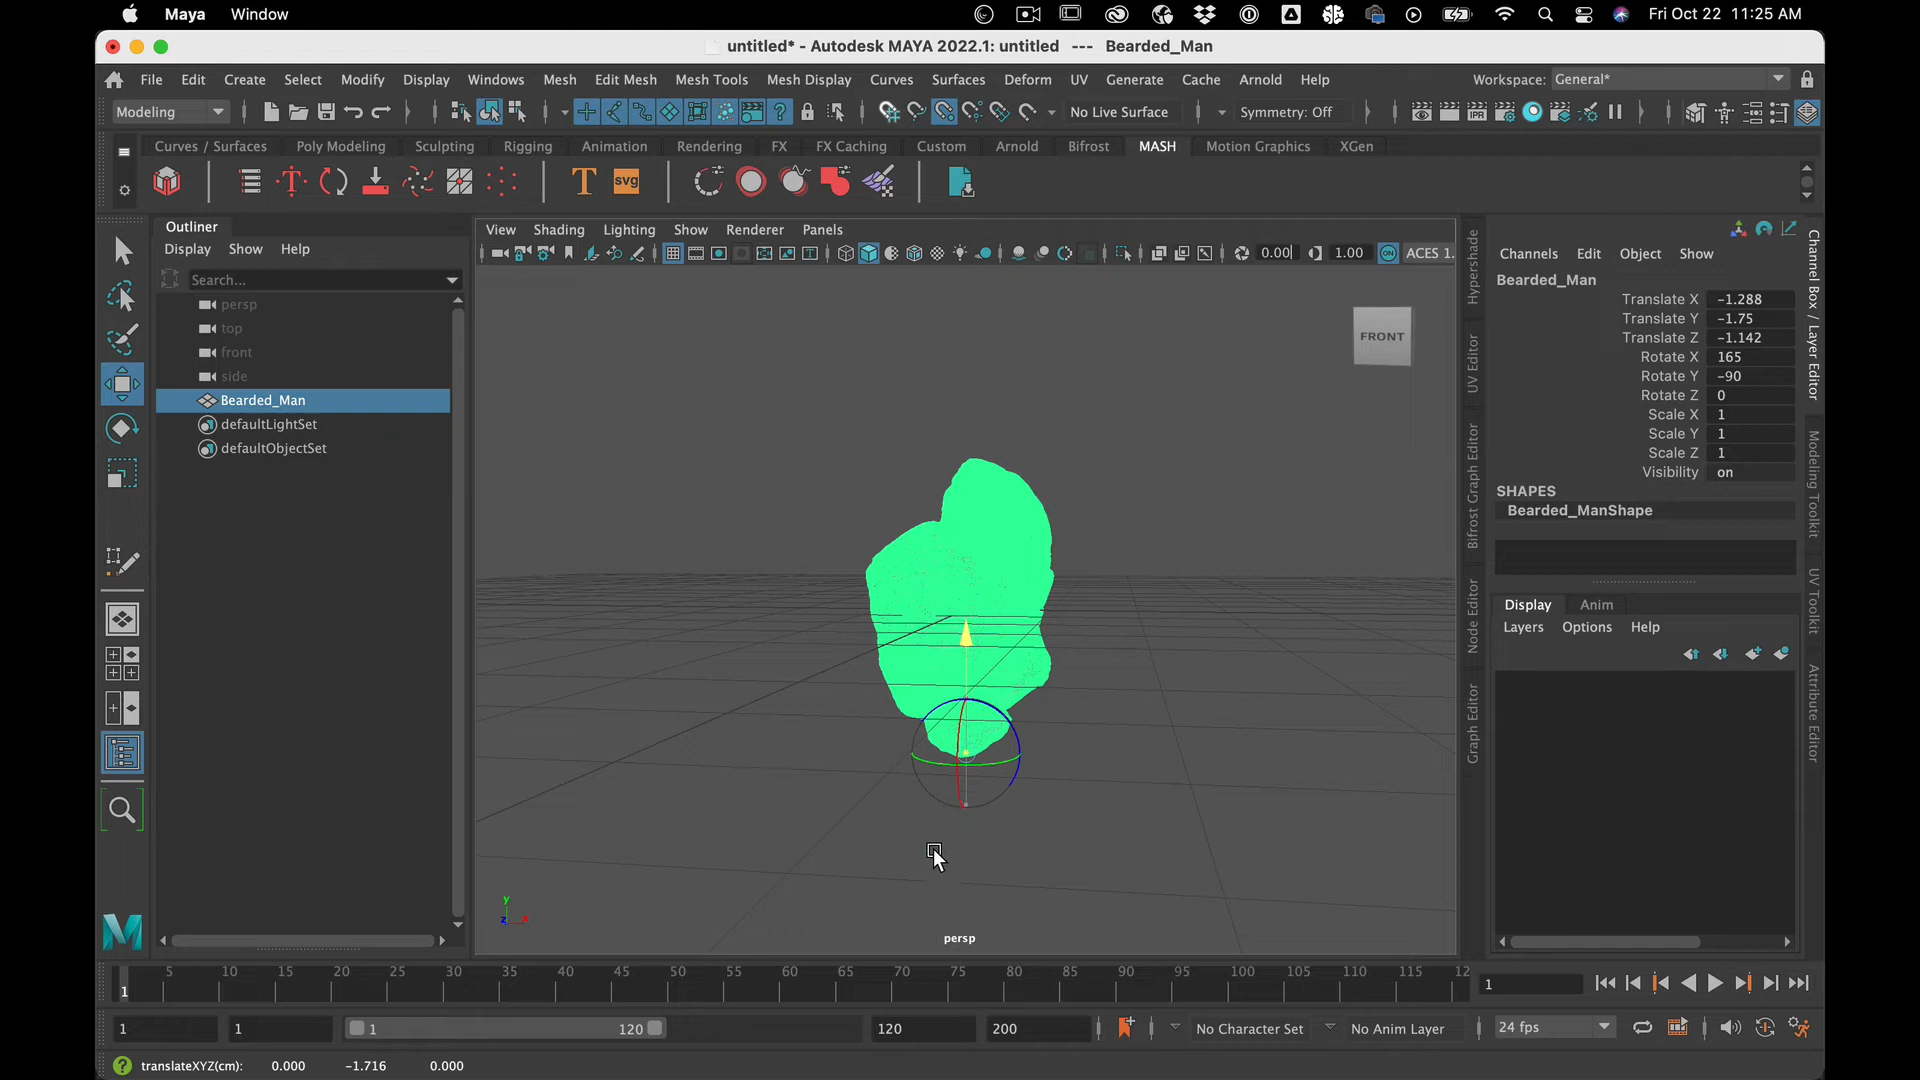 Maya Window Fri Oct 22 11:25 AM
untitled* - Autodesk MAYA 2022.1: untitled --- Bearded_Man
File Edit Create Select Modify Display Windows Mesh Edit Mesh Mesh Tools Mesh Display Curves Surfaces Deform UV Generate Cache Arnold Help Workspace: General*
Modeling No Live Surface Symmetry: Off IPR
Curves / Surfaces Poly Modeling Sculpting Rigging Animation Rendering FX FX Caching Custom Arnold Bifrost MASH Motion Graphics XGen
T SVG
Outliner
Display Show Help
Search...
persp
top
front
side
Bearded_Man
defaultLightSet
defaultObjectSet
View Shading Lighting Show Renderer Panels
0.00 1.00 ON ACES 1.
FRONT
y
z x
persp
Hypershade
UV Editor
Bifrost Graph Editor
Node Editor
Graph Editor
Channels Edit Object Show
Bearded_Man
Translate X -1.288
Translate Y -1.75
Translate Z -1.142
Rotate X 165
Rotate Y -90
Rotate Z 0
Scale X 1
Scale Y 1
Scale Z 1
Visibility on
SHAPES
Bearded_ManShape
Display Anim
Layers Options Help
Channel Box / Layer Editor
Modeling Toolkit
UV Toolkit
Attribute Editor
M
5 10 15 20 25 30 35 40 45 50 55 60 65 70 75 80 85 90 95 100 105 110 115 12
1 1
1 1 1 120 120 200 No Character Set No Anim Layer 24 fps
translateXYZ(cm): 0.000 -1.716 0.000